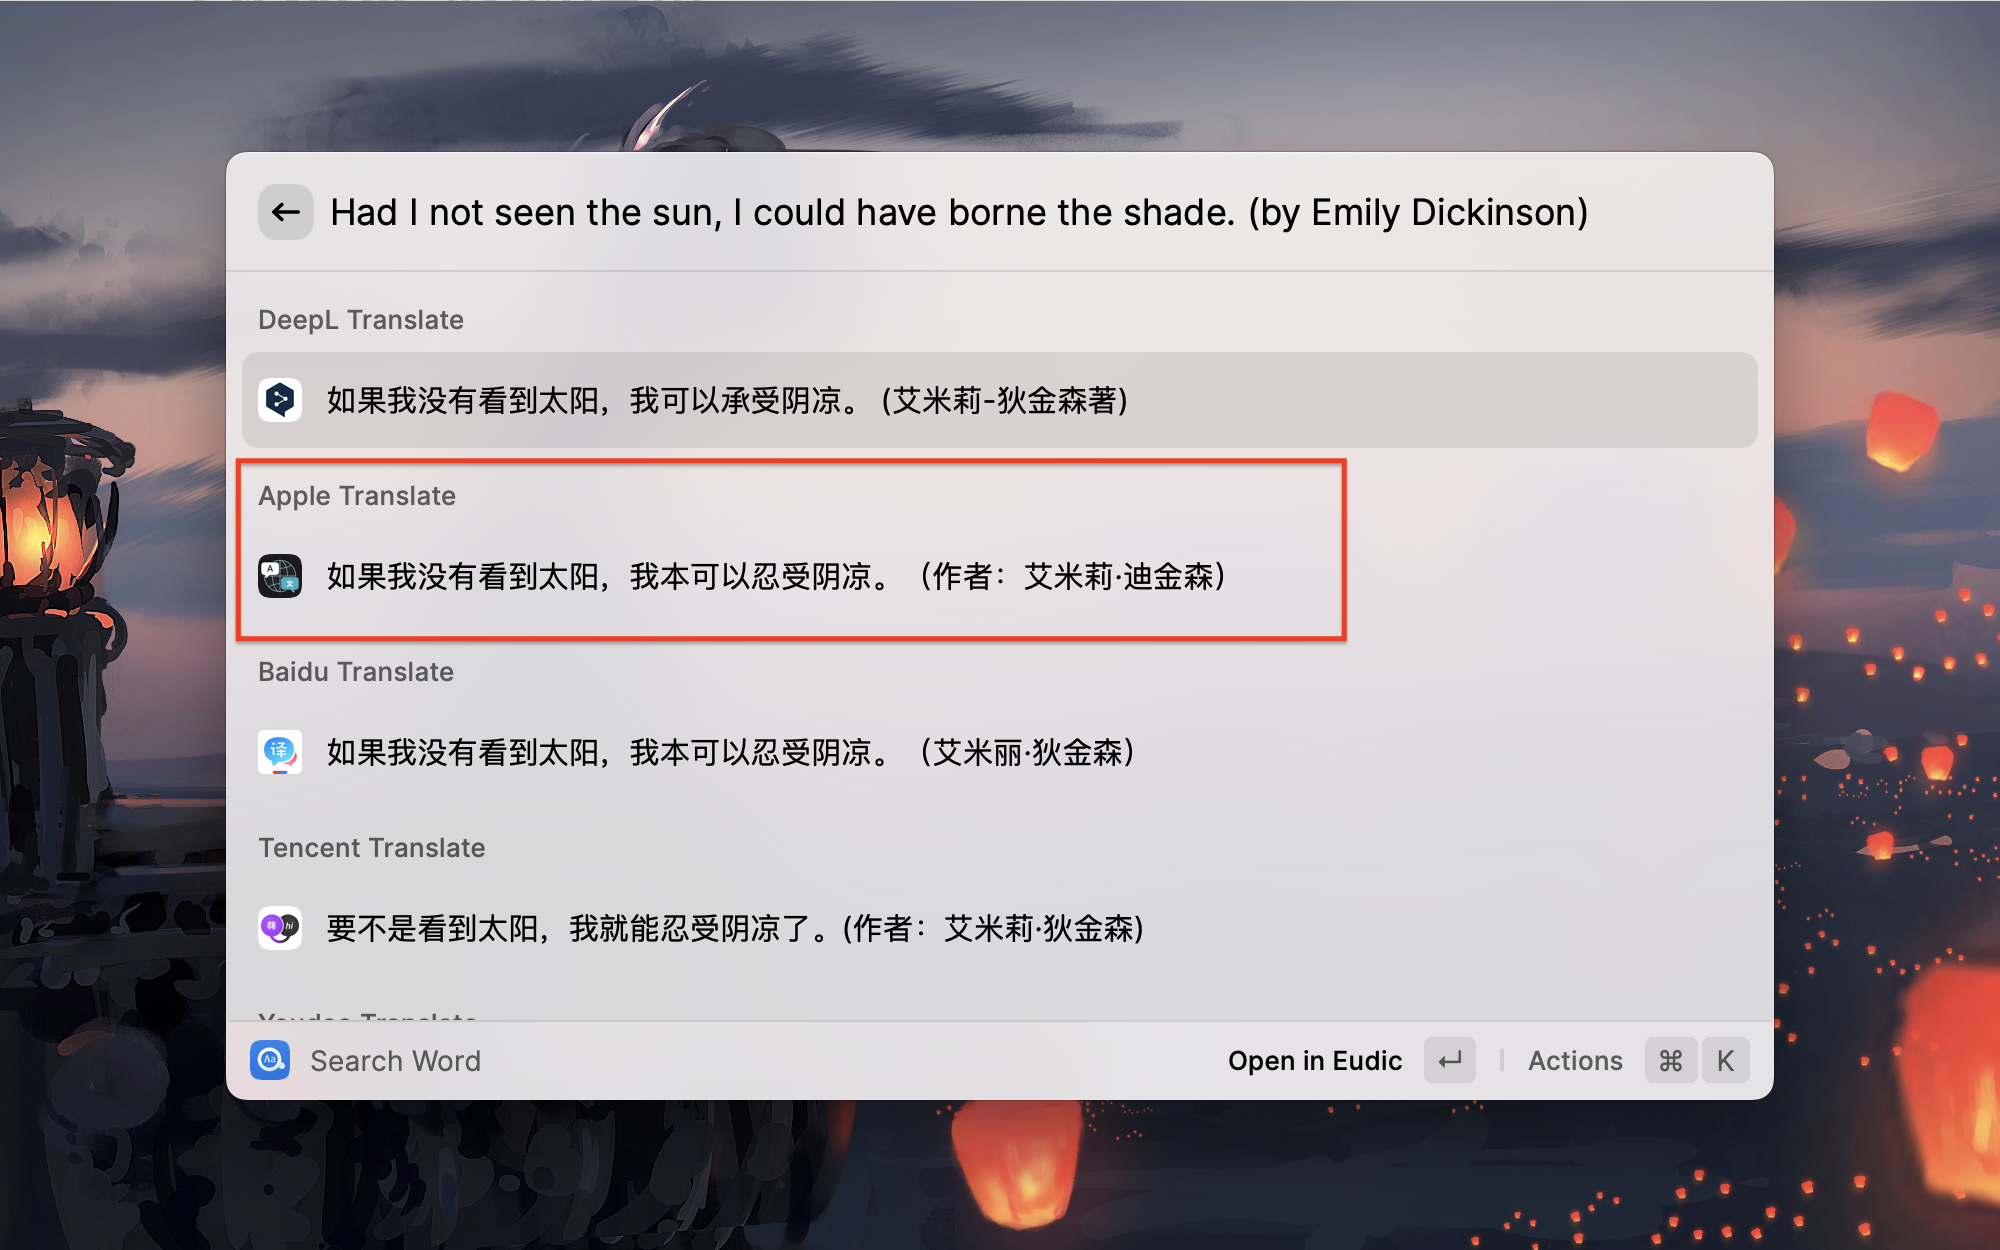 Had I not seen the sun, I could have borne the shade. (by Emily Dickinson)
DeepL Translate
如果我没有看到太阳，我可以承受阴凉。 (艾米莉-狄金森著)
Apple Translate
如果我没有看到太阳，我本可以忍受阴凉。（作者：艾米莉·迪金森）
Baidu Translate
译
如果我没有看到太阳，我本可以忍受阴凉。（艾米丽·狄金森）
Tencent Translate
要不是看到太阳，我就能忍受阴凉了。(作者：艾米莉·狄金森)
Youdao Translate
Aa Search Word Open in Eudic ↵ Actions ⌘ K